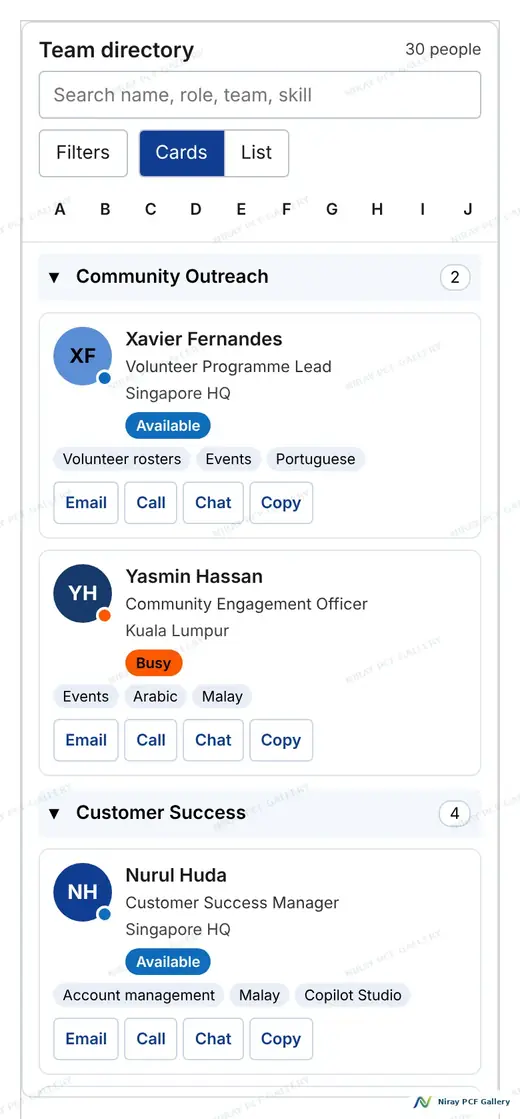 Team directory
30 people
Search name, role, team, skill
Filters
Cards
List
A B C D E F G H I J
▼ Community Outreach 2
XF
Xavier Fernandes
Volunteer Programme Lead
Singapore HQ
Available
Volunteer rosters Events Portuguese
Email Call Chat Copy
YH
Yasmin Hassan
Community Engagement Officer
Kuala Lumpur
Busy
Events Arabic Malay
Email Call Chat Copy
▼ Customer Success 4
NH
Nurul Huda
Customer Success Manager
Singapore HQ
Available
Account management Malay Copilot Studio
Email Call Chat Copy
Niray PCF Gallery
NIRAY PCF GALLERY